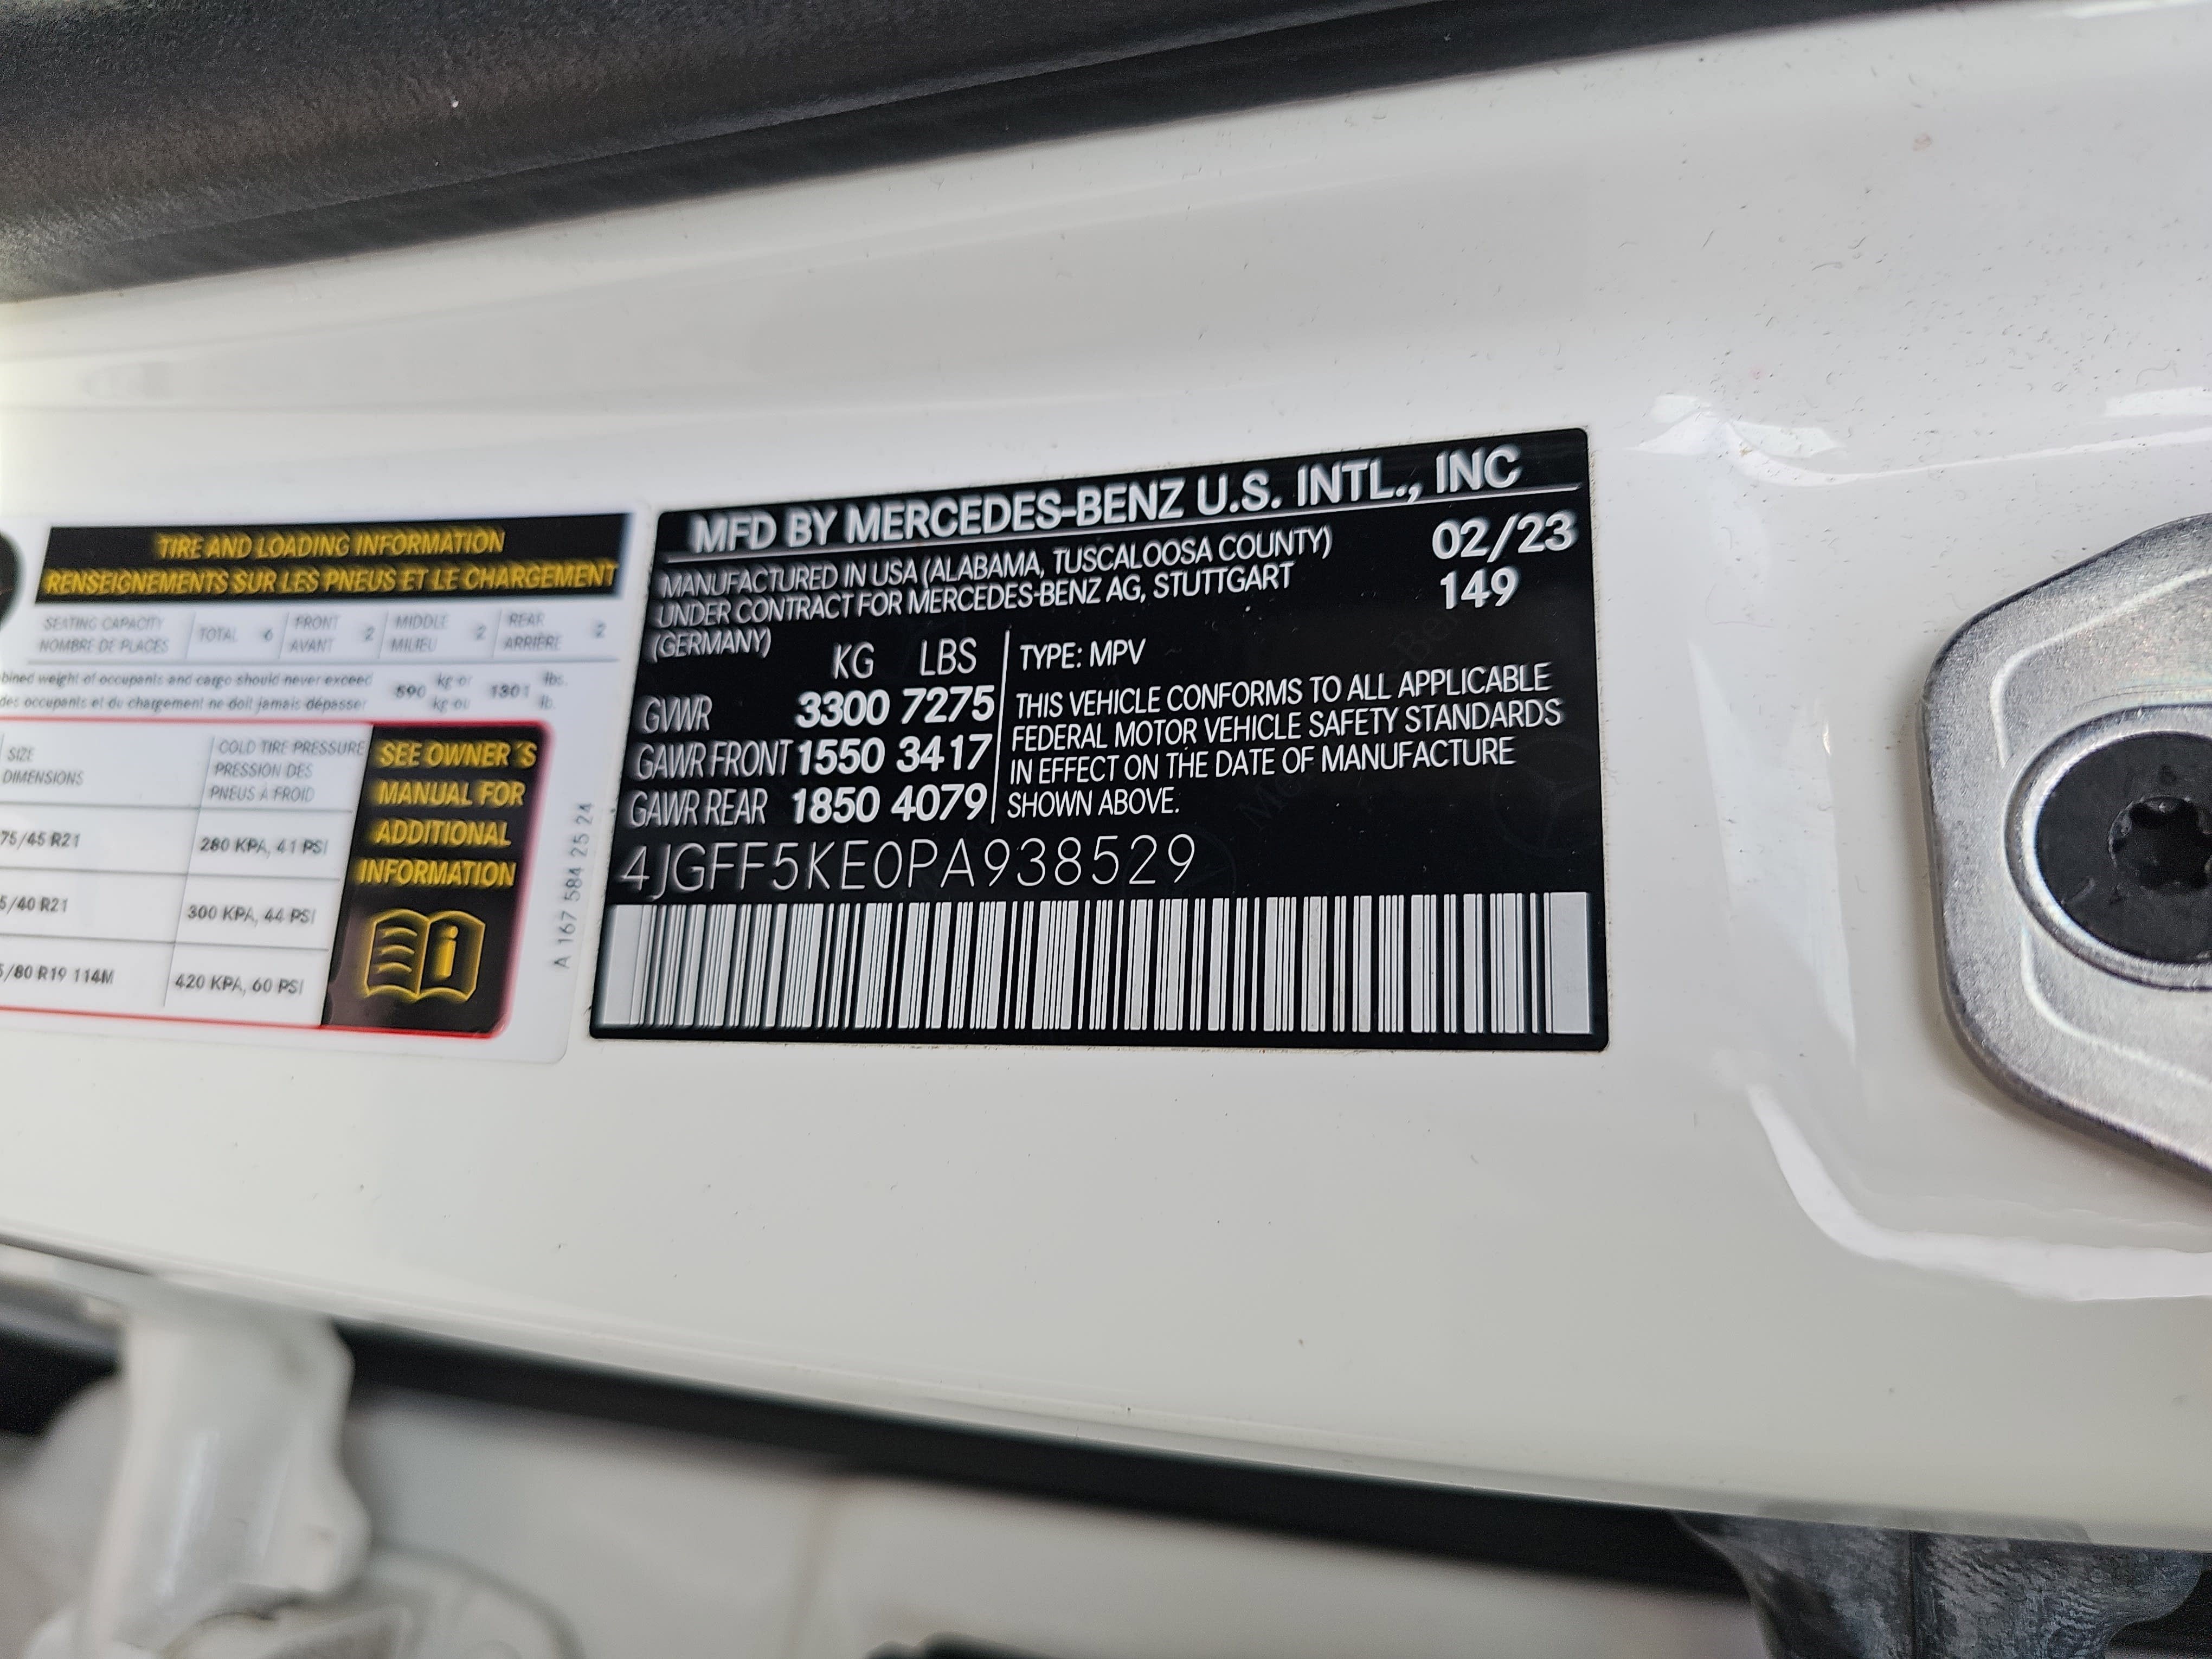 TIRE AND LOADING INFORMATION
RENSEIGNEMENTS SUR LES PNEUS ET LE CHARGEMENT
SEATING CAPACITY
NOMBRE DE PLACES
TOTAL 6
FRONT
AVANT 2
MIDDLE
MILIEU 2
REAR
ARRIÈRE 2
bined weight of occupants and cargo should never exceed
des occupants et du chargement ne doit jamais dépasser
590 kg or
kg ou
1301 lbs.
lb.
SIZE
DIMENSIONS
COLD TIRE PRESSURE
PRESSION DES
PNEUS A FROID
75/45 R21 280 KPA, 41 PSI
5/40 R21 300 KPA, 44 PSI
5/80 R19 114M 420 KPA, 60 PSI
SEE OWNER´S
MANUAL FOR
ADDITIONAL
INFORMATION
A 167 584 25 24
MFD BY MERCEDES-BENZ U.S. INTL., INC
MANUFACTURED IN USA (ALABAMA, TUSCALOOSA COUNTY)
UNDER CONTRACT FOR MERCEDES-BENZ AG, STUTTGART
(GERMANY)
02/23
149
KG LBS
GVWR 3300 7275
GAWR FRONT 1550 3417
GAWR REAR 1850 4079
TYPE: MPV
THIS VEHICLE CONFORMS TO ALL APPLICABLE
FEDERAL MOTOR VEHICLE SAFETY STANDARDS
IN EFFECT ON THE DATE OF MANUFACTURE
SHOWN ABOVE.
4JGFF5KE0PA938529